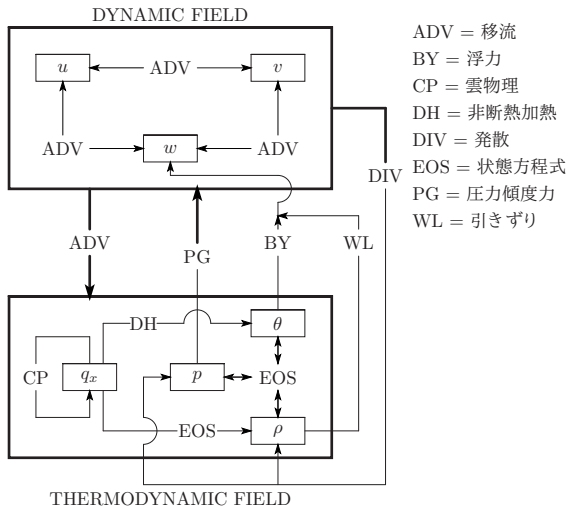 DYNAMIC FIELD
u
ADV
v
ADV
w
ADV
DIV
ADV
PG
BY
WL
DH
θ
CP
qₓ
p
EOS
EOS
ρ
THERMODYNAMIC FIELD
ADV = 移流
BY = 浮力
CP = 雲物理
DH = 非断熱加熱
DIV = 発散
EOS = 状態方程式
PG = 圧力傾度力
WL = 引きずり